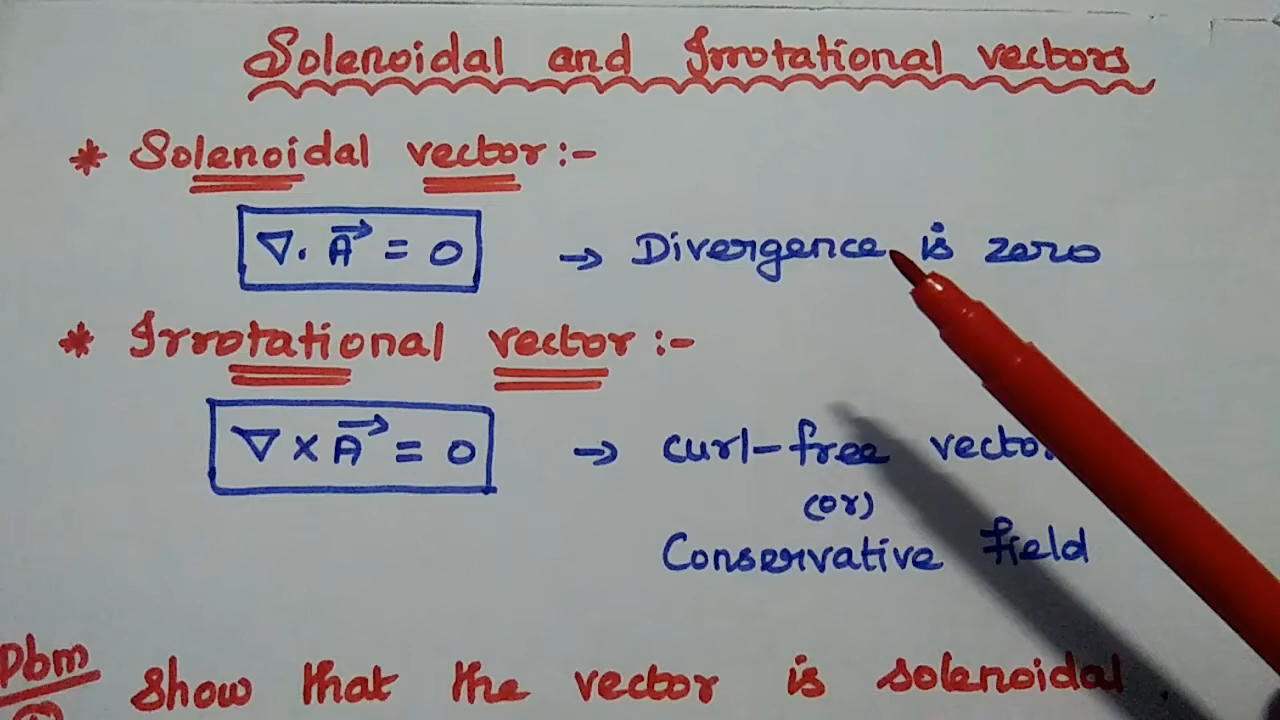 Solenoidal and Irrotational vectors
* Solenoidal vector:-
∇. A⃗ = 0 → Divergence is zero
* Irrotational vector:-
∇ × A⃗ = 0 → curl-free vector
(or)
Conservative field
Pbm
Show that the vector is solenoidal.